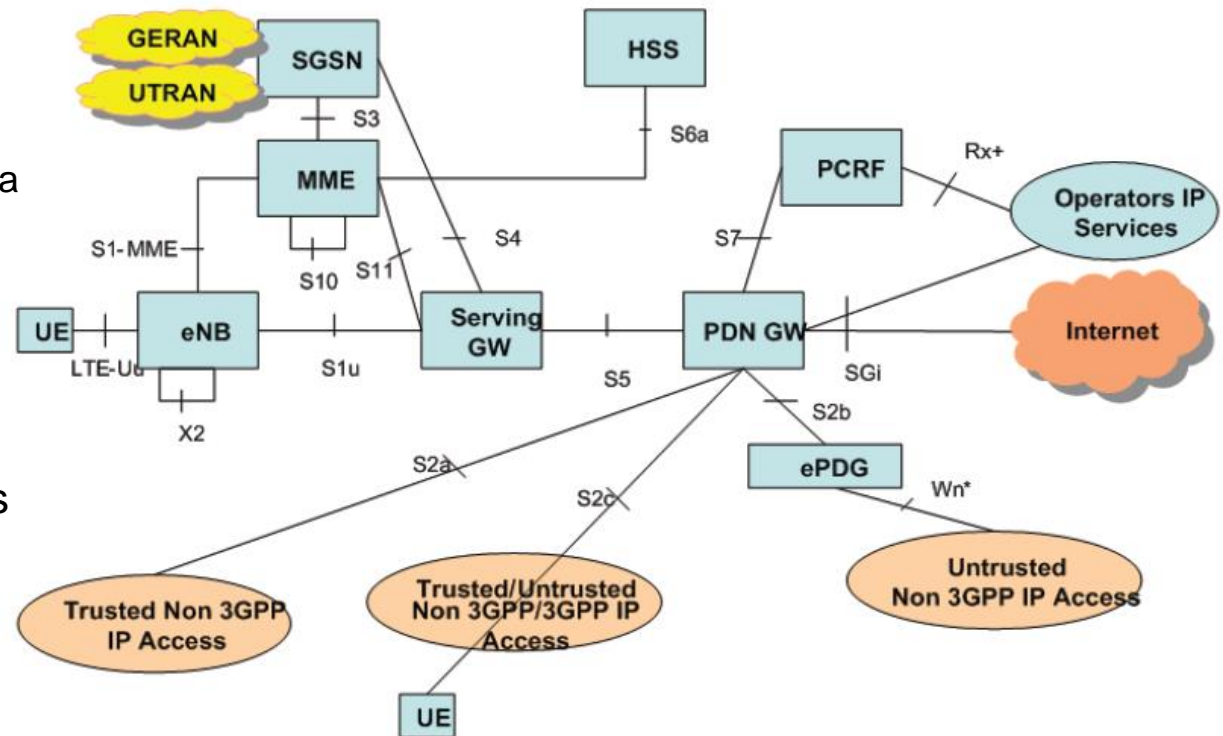 GERAN
UTRAN
SGSN
HSS
S3
S6a
a
MME
PCRF
Rx+
Operators IP
Services
S1-MME
S10
S11
S4
S7
UE
eNB
Serving
GW
PDN GW
Internet
LTE-Uu
S1u
S5
SGi
X2
S2b
ePDG
S2a
S2c
Wn*
s
Trusted Non 3GPP
IP Access
Trusted/Untrusted
Non 3GPP/3GPP IP
Access
Untrusted
Non 3GPP IP Access
UE